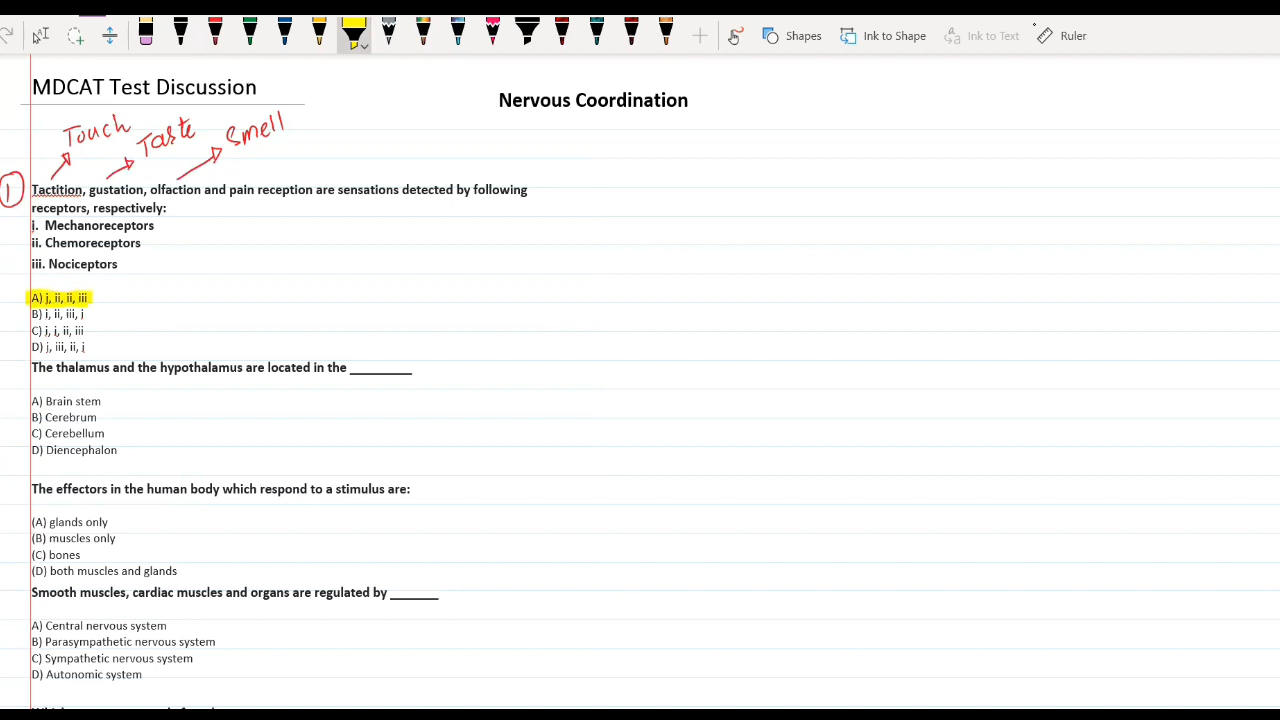 Shapes
Ink to Shape
Ink to Text
Ruler
MDCAT Test Discussion
Nervous Coordination
Touch Taste Smell
1
Tactition, gustation, olfaction and pain reception are sensations detected by following
receptors, respectively:
i. Mechanoreceptors
ii. Chemoreceptors
iii. Nociceptors
A) i, ii, ii, iii
B) i, ii, iii, i
C) i, i, ii, iii
D) i, iii, ii, i
The thalamus and the hypothalamus are located in the _________
A) Brain stem
B) Cerebrum
C) Cerebellum
D) Diencephalon
The effectors in the human body which respond to a stimulus are:
(A) glands only
(B) muscles only
(C) bones
(D) both muscles and glands
Smooth muscles, cardiac muscles and organs are regulated by _______
A) Central nervous system
B) Parasympathetic nervous system
C) Sympathetic nervous system
D) Autonomic system